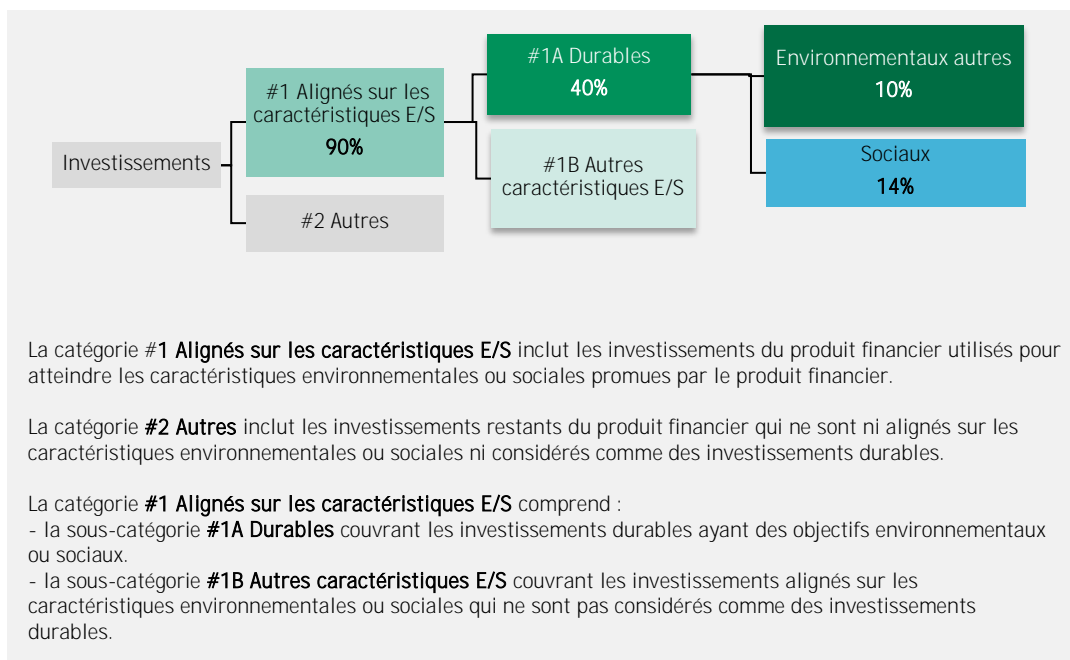 Investissements
#1 Alignés sur les
caractéristiques E/S
90%
#2 Autres
#1A Durables
40%
#1B Autres
caractéristiques E/S
Environnementaux autres
10%
Sociaux
14%
La catégorie #1 Alignés sur les caractéristiques E/S inclut les investissements du produit financier utilisés pour
atteindre les caractéristiques environnementales ou sociales promues par le produit financier.
La catégorie #2 Autres inclut les investissements restants du produit financier qui ne sont ni alignés sur les
caractéristiques environnementales ou sociales ni considérés comme des investissements durables.
La catégorie #1 Alignés sur les caractéristiques E/S comprend :
- la sous-catégorie #1A Durables couvrant les investissements durables ayant des objectifs environnementaux
ou sociaux.
- la sous-catégorie #1B Autres caractéristiques E/S couvrant les investissements alignés sur les
caractéristiques environnementales ou sociales qui ne sont pas considérés comme des investissements
durables.